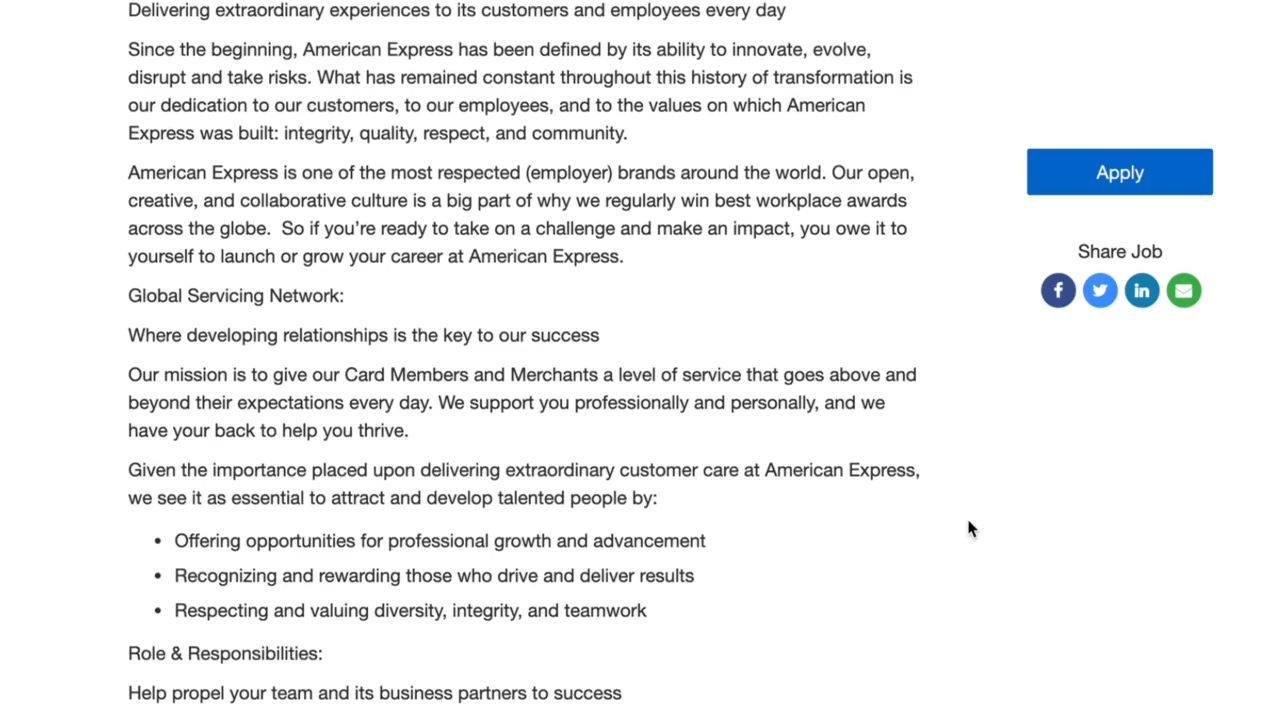 Delivering extraordinary experiences to its customers and employees every day
Since the beginning, American Express has been defined by its ability to innovate, evolve,
disrupt and take risks. What has remained constant throughout this history of transformation is
our dedication to our customers, to our employees, and to the values on which American
Express was built: integrity, quality, respect, and community.
American Express is one of the most respected (employer) brands around the world. Our open,
creative, and collaborative culture is a big part of why we regularly win best workplace awards
across the globe.  So if you’re ready to take on a challenge and make an impact, you owe it to
yourself to launch or grow your career at American Express.
Global Servicing Network:
Where developing relationships is the key to our success
Our mission is to give our Card Members and Merchants a level of service that goes above and
beyond their expectations every day. We support you professionally and personally, and we
have your back to help you thrive.
Given the importance placed upon delivering extraordinary customer care at American Express,
we see it as essential to attract and develop talented people by:
• Offering opportunities for professional growth and advancement
• Recognizing and rewarding those who drive and deliver results
• Respecting and valuing diversity, integrity, and teamwork
Role & Responsibilities:
Help propel your team and its business partners to success
Apply
Share Job
f
in